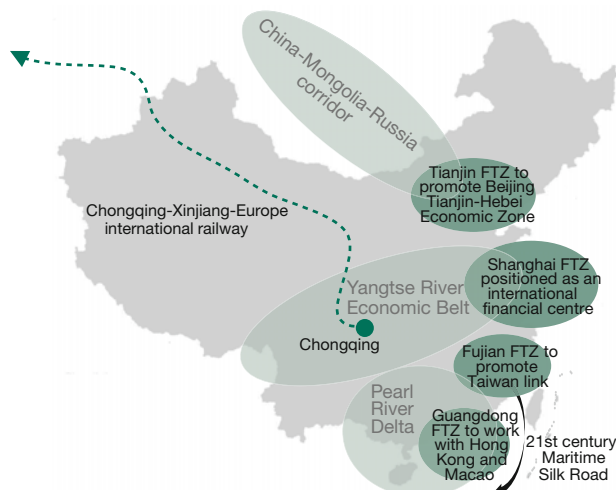 China-Mongolia-Russia
corridor
Tianjin FTZ to
promote Beijing
Tianjin-Hebei
Economic Zone
Chongqing-Xinjiang-Europe
international railway
Shanghai FTZ
positioned as an
international
financial centre
Yangtse River
Economic Belt
Chongqing
Fujian FTZ to
promote
Taiwan link
Pearl
River
Delta
Guangdong
FTZ to work
with Hong
Kong and
Macao
21st century
Maritime
Silk Road